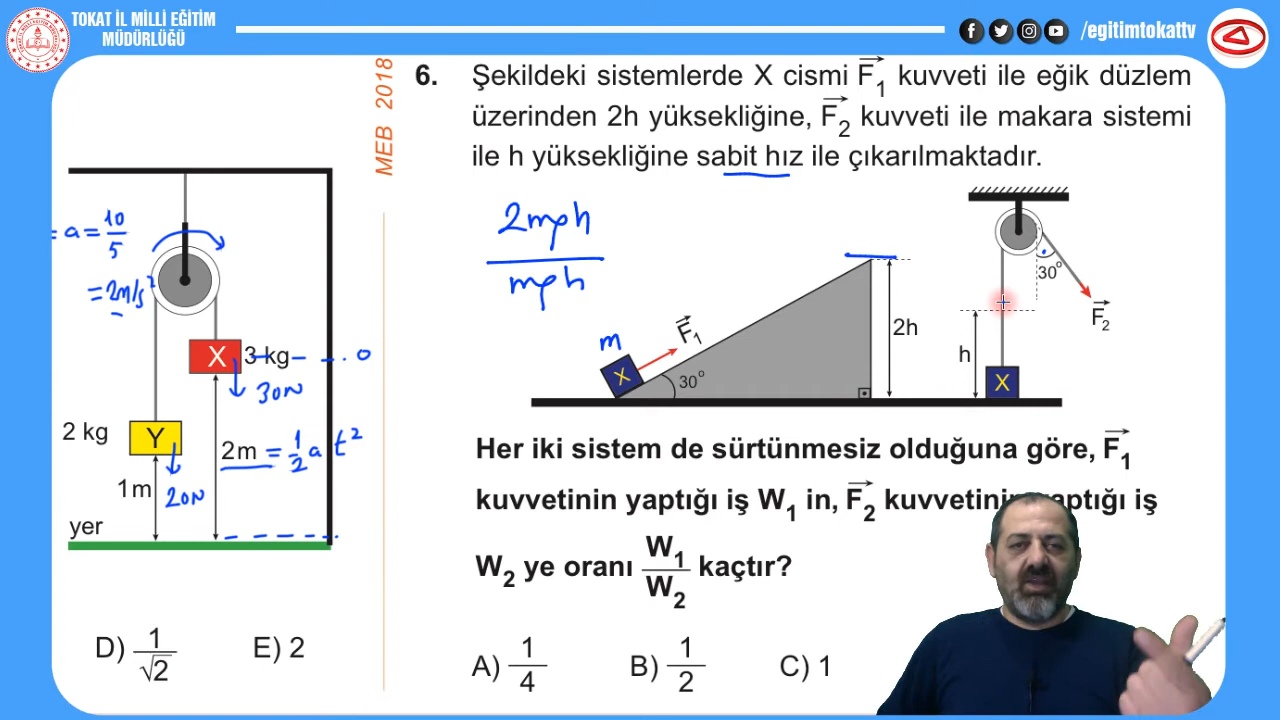 TOKAT İL MİLLİ EĞİTİM
MÜDÜRLÜĞÜ
/egitimtokattv
MEB 2018
= a = 10/5
= 2m/s²
X 3 kg
0
30N
2 kg Y
20N
1m
2m = 1/2 a t²
yer
D) 1/√2 E) 2
6. Şekildeki sistemlerde X cismi F₁ kuvveti ile eğik düzlem
üzerinden 2h yüksekliğine, F₂ kuvveti ile makara sistemi
ile h yüksekliğine sabit hız ile çıkarılmaktadır.
2mgh
mgh
m
X
F₁
30°
2h
30°
F₂
h
X
Her iki sistem de sürtünmesiz olduğuna göre, F₁
kuvvetinin yaptığı iş W₁ in, F₂ kuvvetinin yaptığı iş
W₂ ye oranı W₁/W₂ kaçtır?
A) 1/4 B) 1/2 C) 1